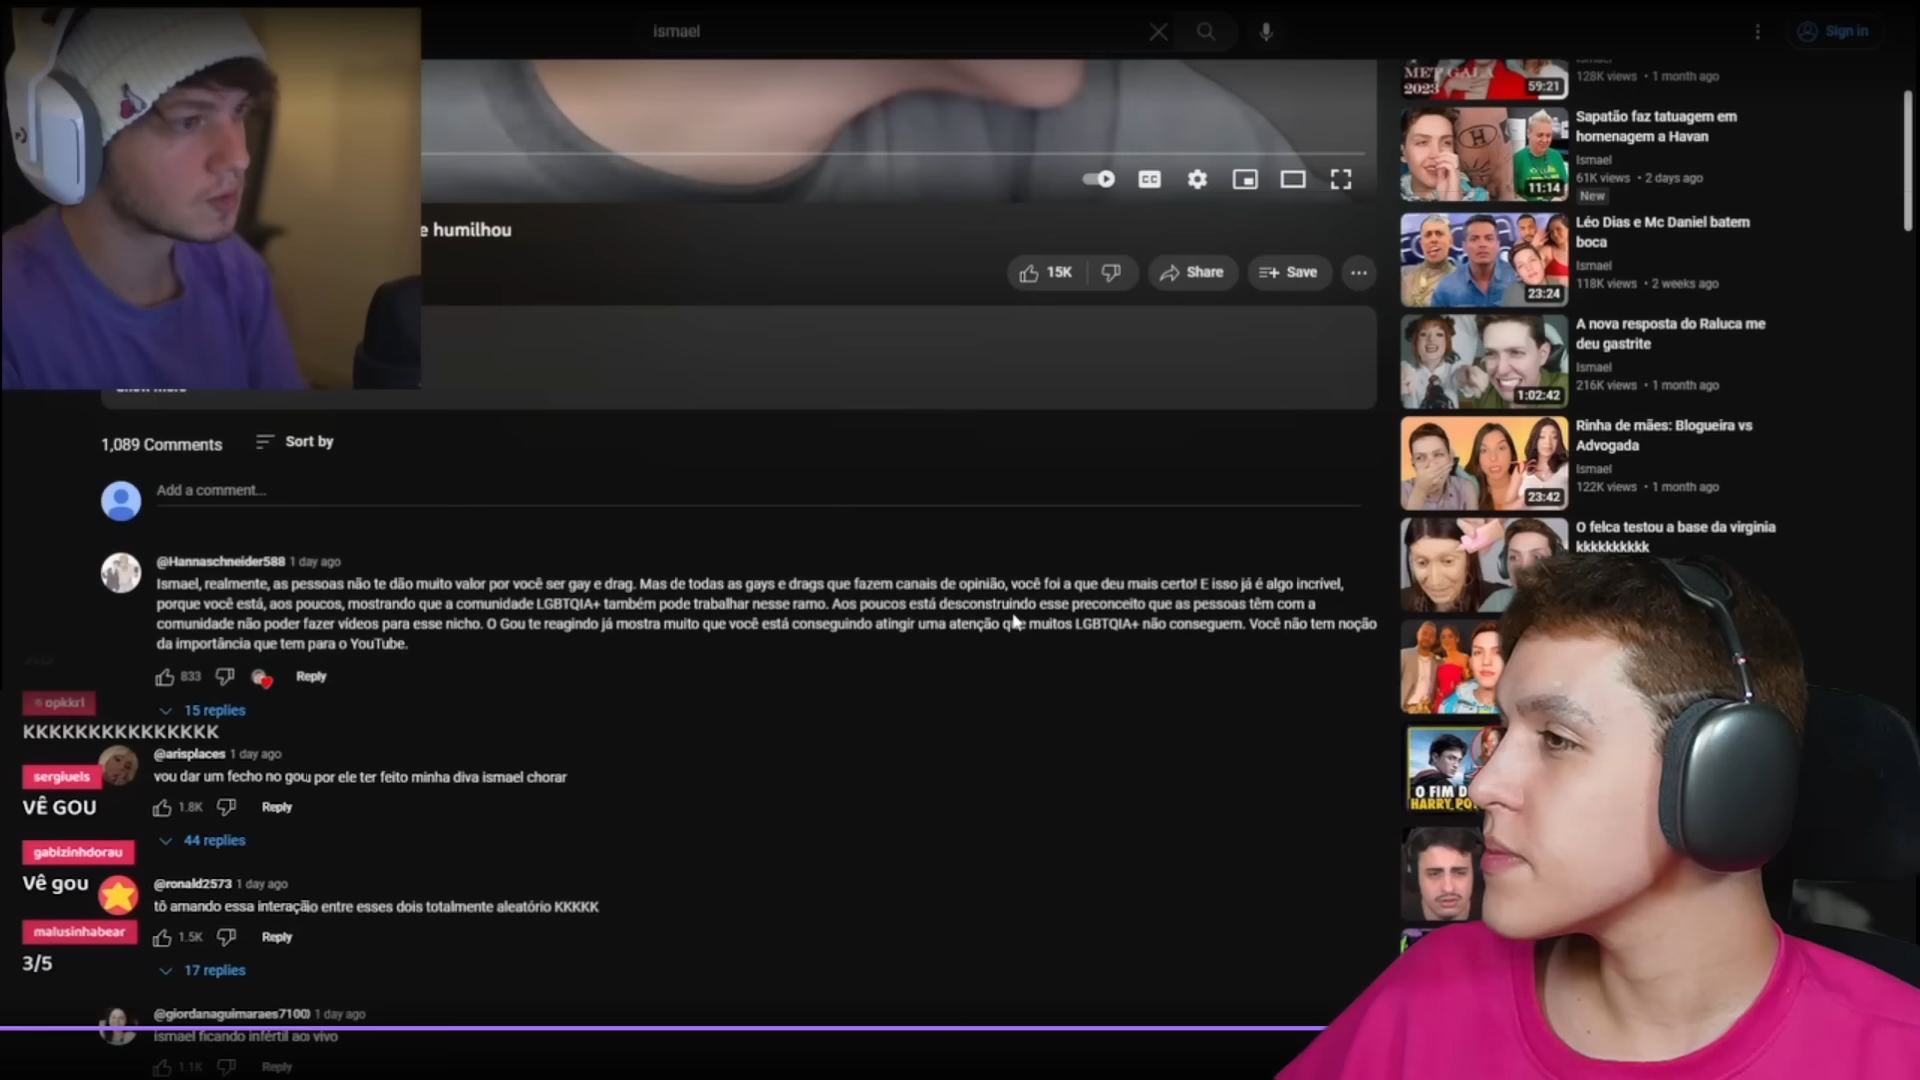 ismael
Sign in
e humilhou
15K
Share
Save
1,089 Comments
Sort by
Add a comment...
@Hannaschneider588 1 day ago
Ismael, realmente, as pessoas não te dão muito valor por você ser gay e drag. Mas de todas as gays e drags que fazem canais de opinião, você foi a que deu mais certo! E isso já é algo incrível,
porque você está, aos poucos, mostrando que a comunidade LGBTQIA+ também pode trabalhar nesse ramo. Aos poucos está desconstruindo esse preconceito que as pessoas têm com a
comunidade não poder fazer vídeos para esse nicho. O Gou te reagindo já mostra muito que você está conseguindo atingir uma atenção que muitos LGBTQIA+ não conseguem. Você não tem noção
da importância que tem para o YouTube.
833
Reply
15 replies
@arisplaces 1 day ago
vou dar um fecho no gou por ele ter feito minha diva ismael chorar
1.8K
Reply
44 replies
@ronald2573 1 day ago
tô amando essa interação entre esses dois totalmente aleatório KKKKK
1.5K
Reply
17 replies
@giordanaguimaraes7100 1 day ago
ismael ficando infértil ao vivo
1.1K
Reply
opkkrl
KKKKKKKKKKKKKKK
sergiuels
VÊ GOU
gabizinhdorau
Vê gou
malusinhabear
3/5
MET GALA
2023
59:21
Ismael
128K views • 1 month ago
H
11:14
Sapatão faz tatuagem em
homenagem a Havan
Ismael
61K views • 2 days ago
New
23:24
Léo Dias e Mc Daniel batem
boca
Ismael
118K views • 2 weeks ago
1:02:42
A nova resposta do Raluca me
deu gastrite
Ismael
216K views • 1 month ago
23:42
Rinha de mães: Blogueira vs
Advogada
Ismael
122K views • 1 month ago
O felca testou a base da virginia
kkkkkkkkkk
O FIM D
HARRY PO